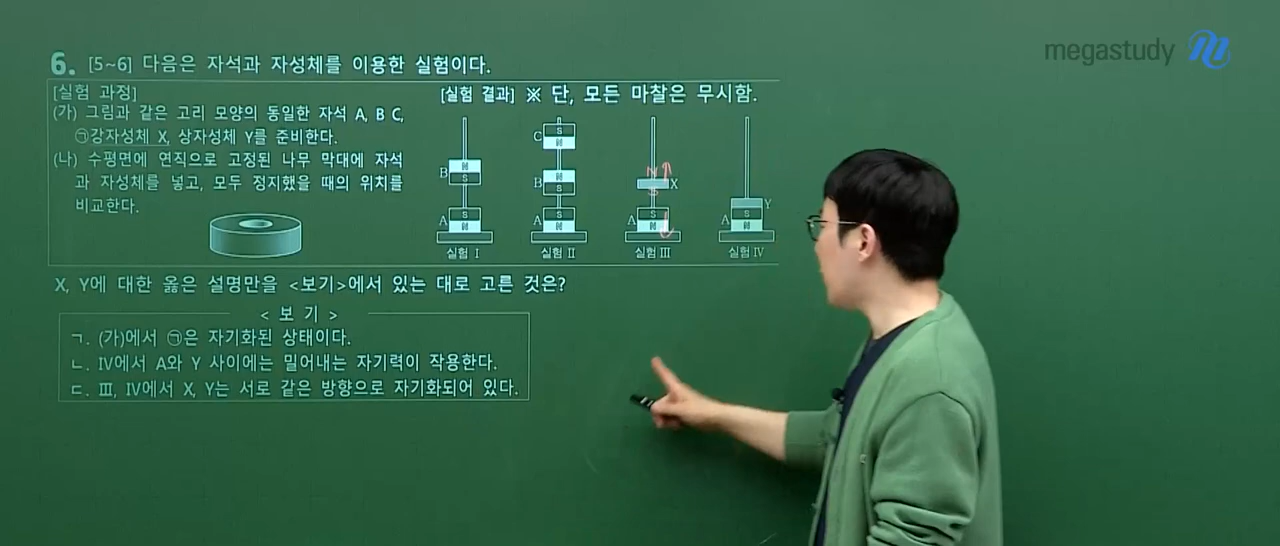 megastudy
6. [5~6] 다음은 자석과 자성체를 이용한 실험이다.
[실험 과정]
(가) 그림과 같은 고리 모양의 동일한 자석 A, B C,
㉠강자성체 X, 상자성체 Y를 준비한다.
(나) 수평면에 연직으로 고정된 나무 막대에 자석
과 자성체를 넣고, 모두 정지했을 때의 위치를
비교한다.
[실험 결과] ※ 단, 모든 마찰은 무시함.
B N S A S N 실험 I
C S N B N S A S N 실험 II
N S X A S N 실험 III
Y A S N 실험 IV
X, Y에 대한 옳은 설명만을 <보기>에서 있는 대로 고른 것은?
< 보 기 >
ㄱ. (가)에서 ㉠은 자기화된 상태이다.
ㄴ. IV에서 A와 Y 사이에는 밀어내는 자기력이 작용한다.
ㄷ. III, IV에서 X, Y는 서로 같은 방향으로 자기화되어 있다.